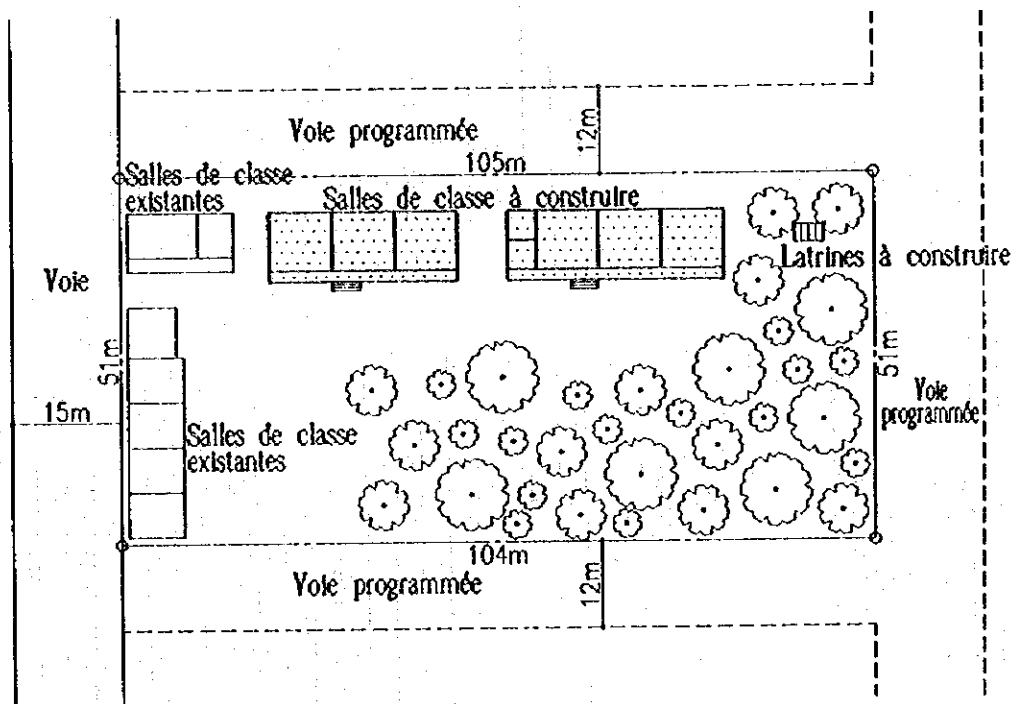 Voie programmée
12m
105m
Salles de classe
existantes
Salles de classe à construire
Latrines à construire
Voie
51m
51m
15m
Voie
programmée
Salles de classe
existantes
104m
Voie programmée
12m